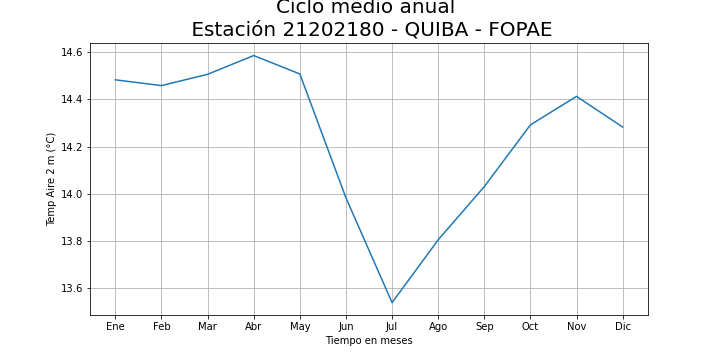 Ciclo medio anual
Estación 21202180 - QUIBA - FOPAE
Temp Aire 2 m (°C)
14.6
14.4
14.2
14.0
13.8
13.6
Ene Feb Mar Abr May Jun Jul Ago Sep Oct Nov Dic
Tiempo en meses